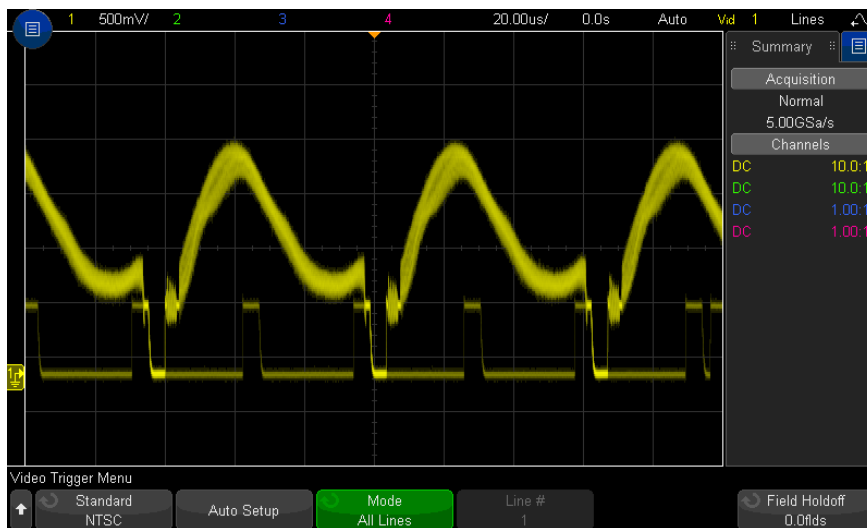 1 500mV/ 2 3 4 20.00us/ 0.0s Auto Vid 1 Lines
Summary
Acquisition
Normal
5.00GSa/s
Channels
DC 10.0:1
DC 10.0:1
DC 1.00:1
DC 1.00:1
1
Video Trigger Menu
Standard
NTSC
Auto Setup
Mode
All Lines
Line #
1
Field Holdoff
0.0flds